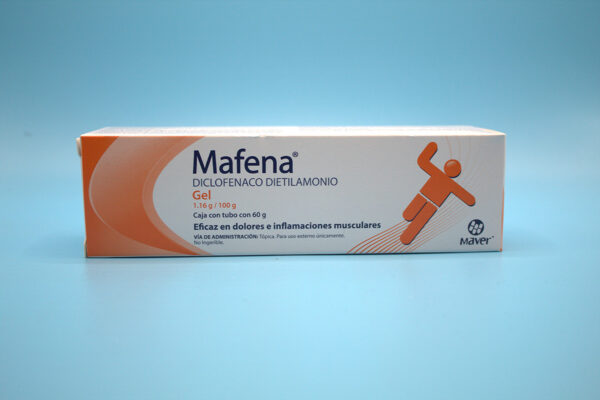 Mafena®
DICLOFENACO DIETILAMONIO
Gel
1.16 g / 100 g
Caja con tubo con 60 g
Eficaz en dolores e inflamaciones musculares
VÍA DE ADMINISTRACIÓN: Tópica. Para uso externo únicamente.
No Ingerible.
Maver®